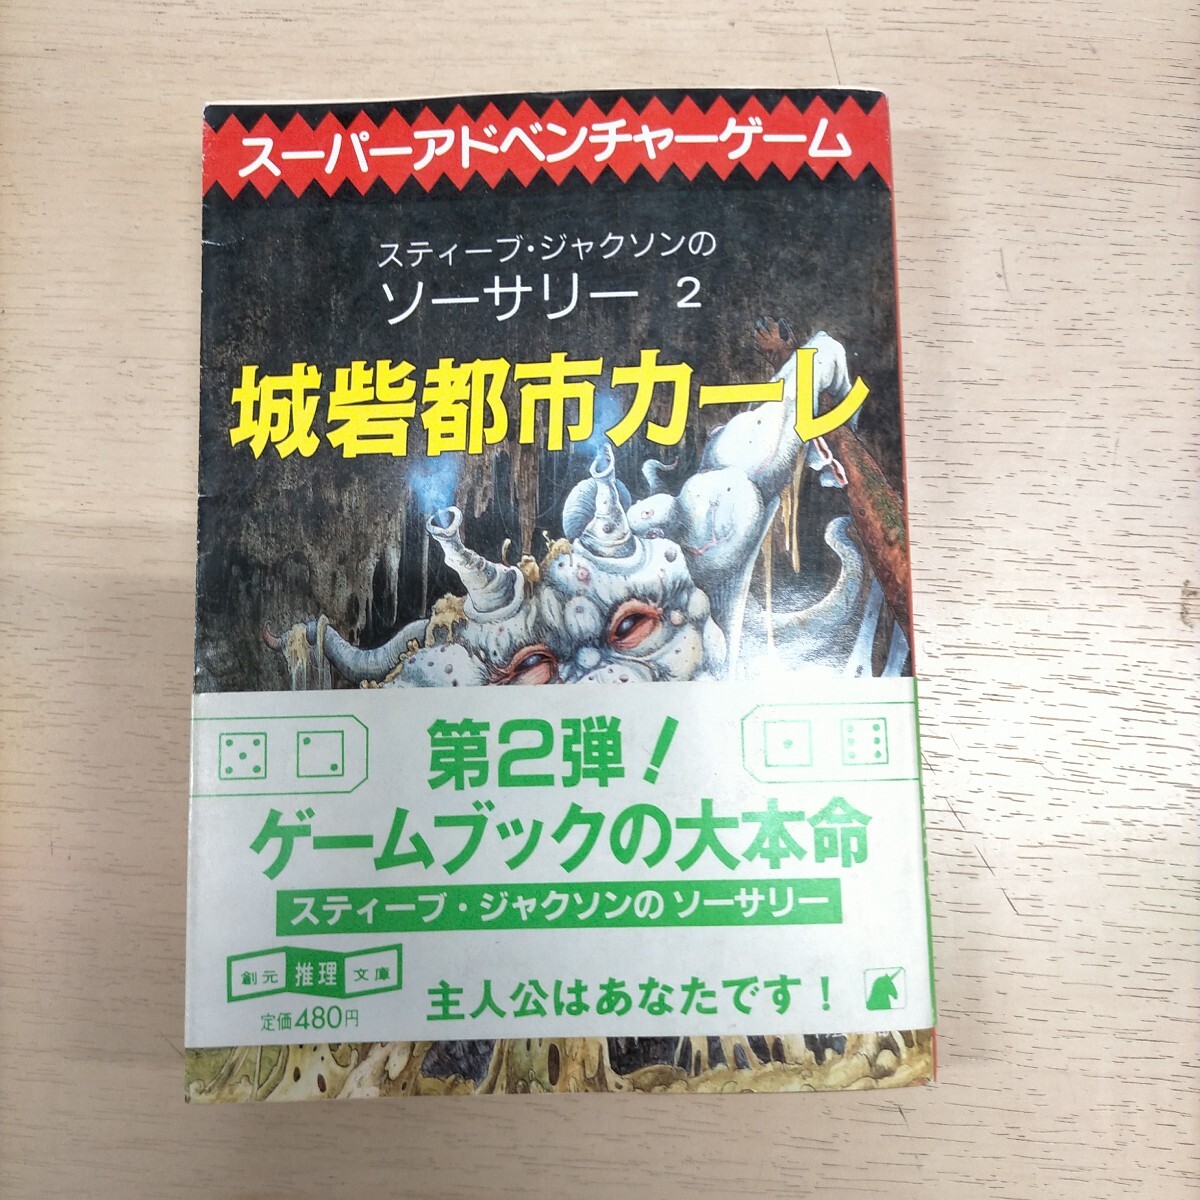 スーパーアドベンチャーゲーム
スティーブ・ジャクソンの
ソーサリー 2
城砦都市カーレ
第2弾!
ゲームブックの大本命
スティーブ・ジャクソンの ソーサリー
創元 推理 文庫
定価480円
主人公はあなたです!